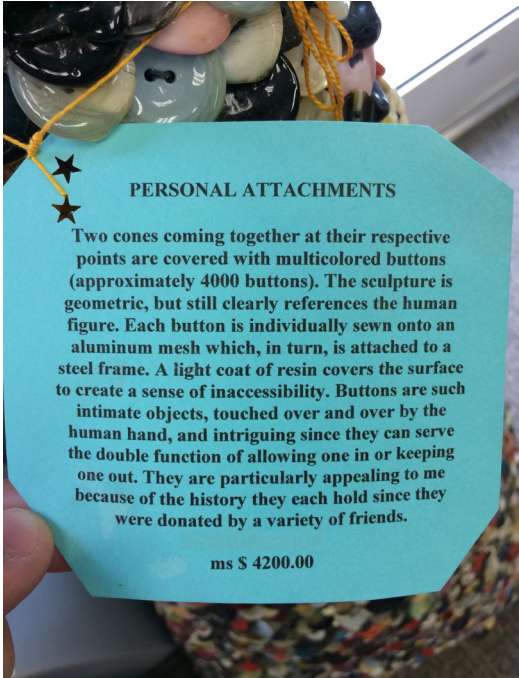 PERSONAL ATTACHMENTS
Two cones coming together at their respective
points are covered with multicolored buttons
(approximately 4000 buttons). The sculpture is
geometric, but still clearly references the human
figure. Each button is individually sewn onto an
aluminum mesh which, in turn, is attached to a
steel frame. A light coat of resin covers the surface
to create a sense of inaccessibility. Buttons are such
intimate objects, touched over and over by the
human hand, and intriguing since they can serve
the double function of allowing one in or keeping
one out. They are particularly appealing to me
because of the history they each hold since they
were donated by a variety of friends.
ms $ 4200.00